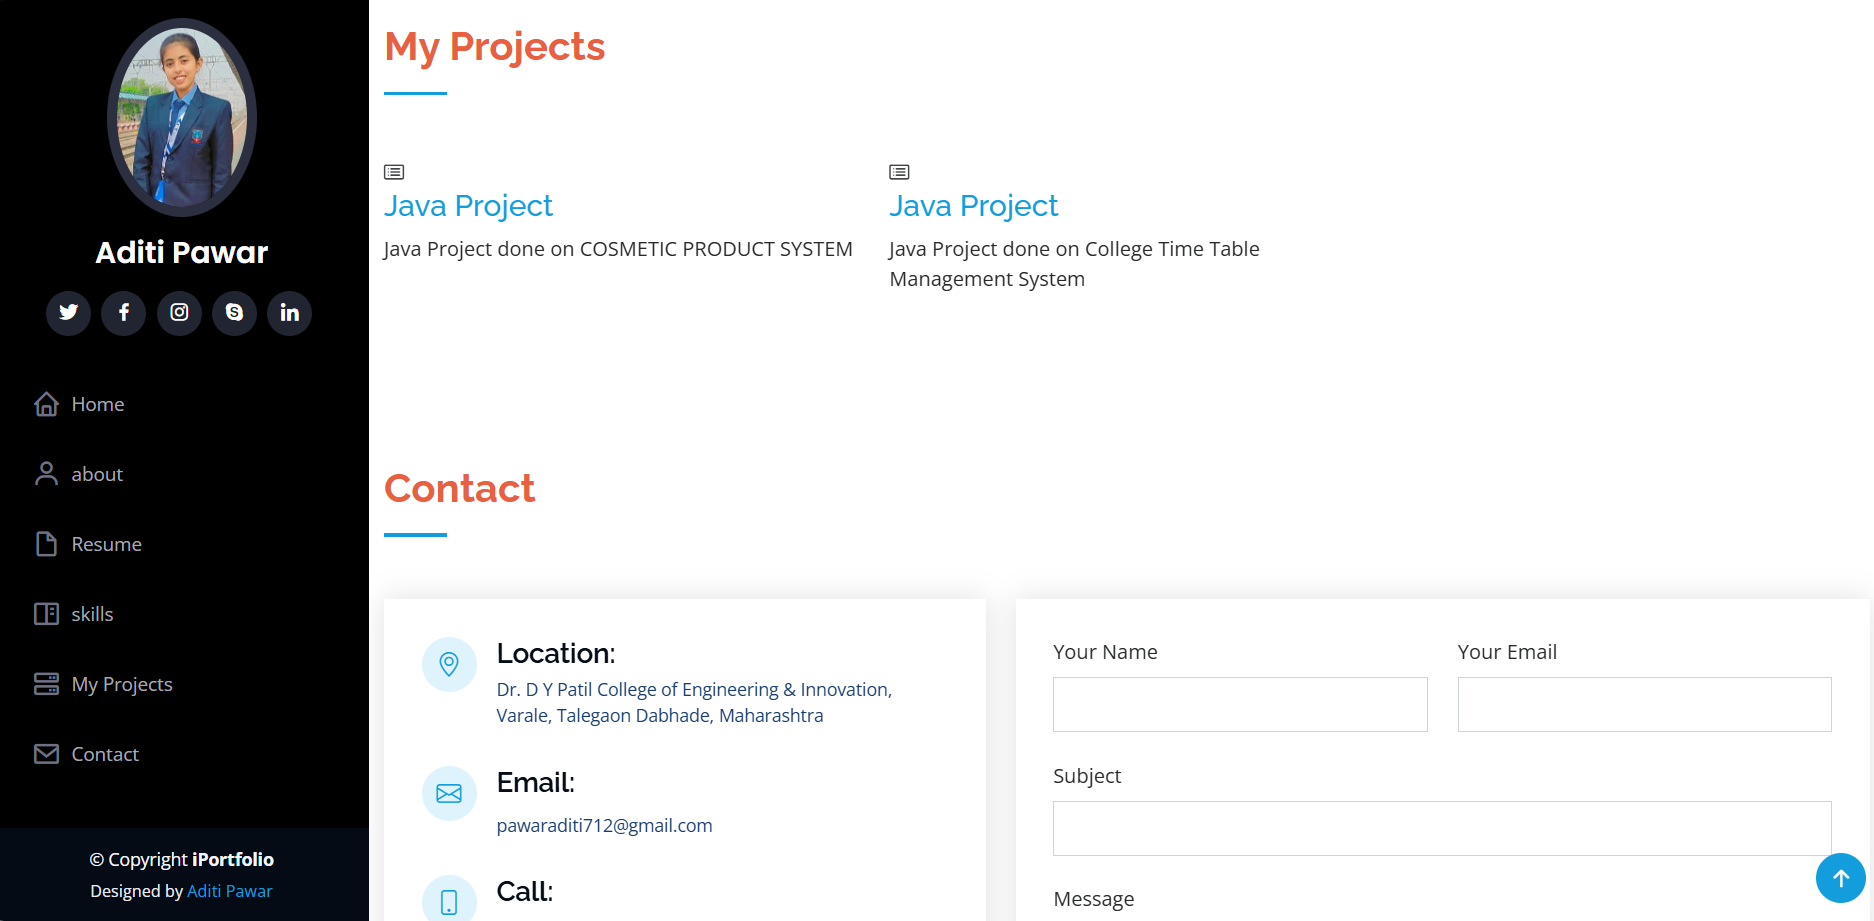 Aditi Pawar
Home
about
Resume
skills
My Projects
Contact
© Copyright iPortfolio
Designed by Aditi Pawar
My Projects
Java Project
Java Project done on COSMETIC PRODUCT SYSTEM
Java Project
Java Project done on College Time Table
Management System
Contact
Location:
Dr. D Y Patil College of Engineering & Innovation,
Varale, Talegaon Dabhade, Maharashtra
Email:
pawaraditi712@gmail.com
Call:
Your Name
Your Email
Subject
Message